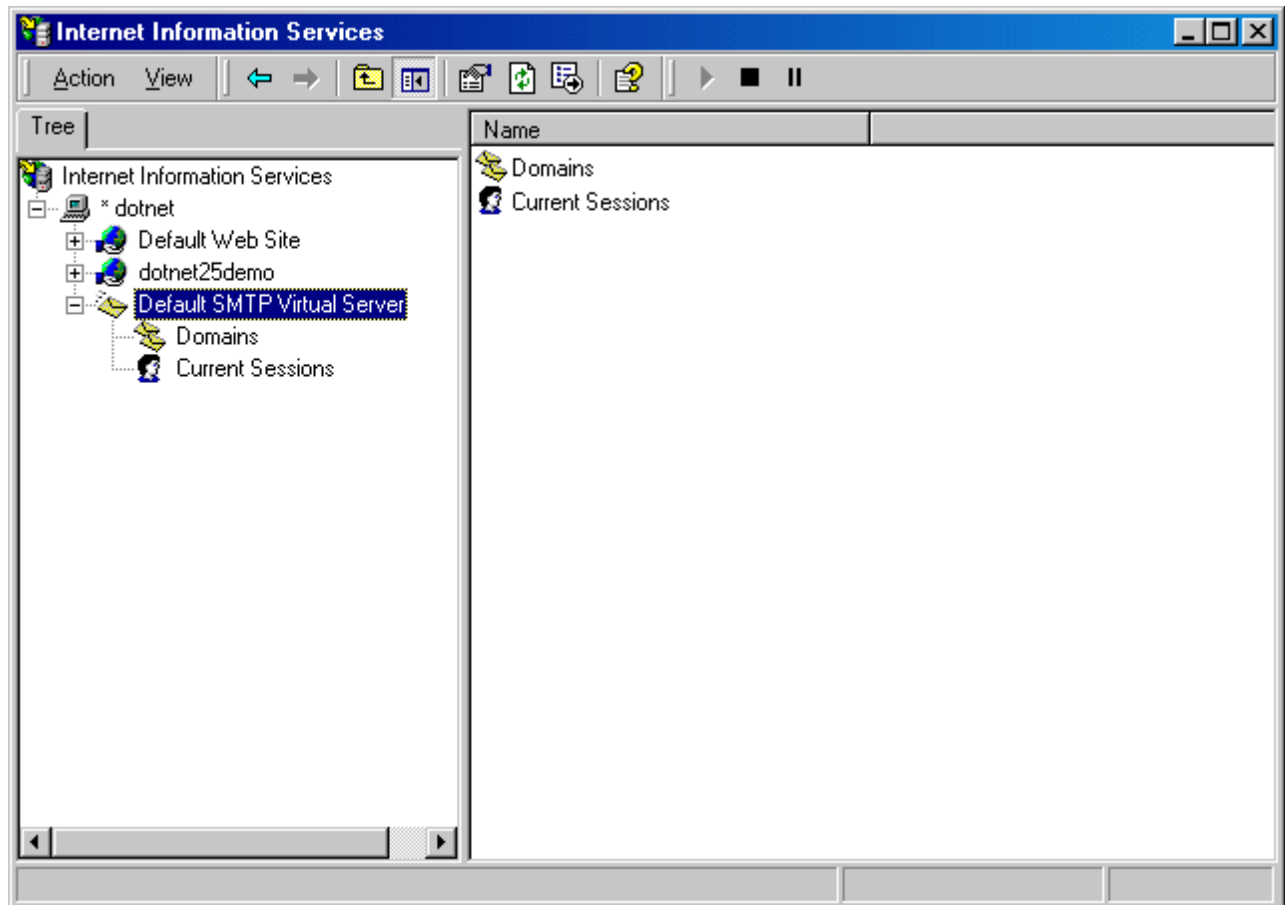 Internet Information Services
Action View
Tree
Name
Internet Information Services
* dotnet
Default Web Site
dotnet25demo
Default SMTP Virtual Server
Domains
Current Sessions
Domains
Current Sessions